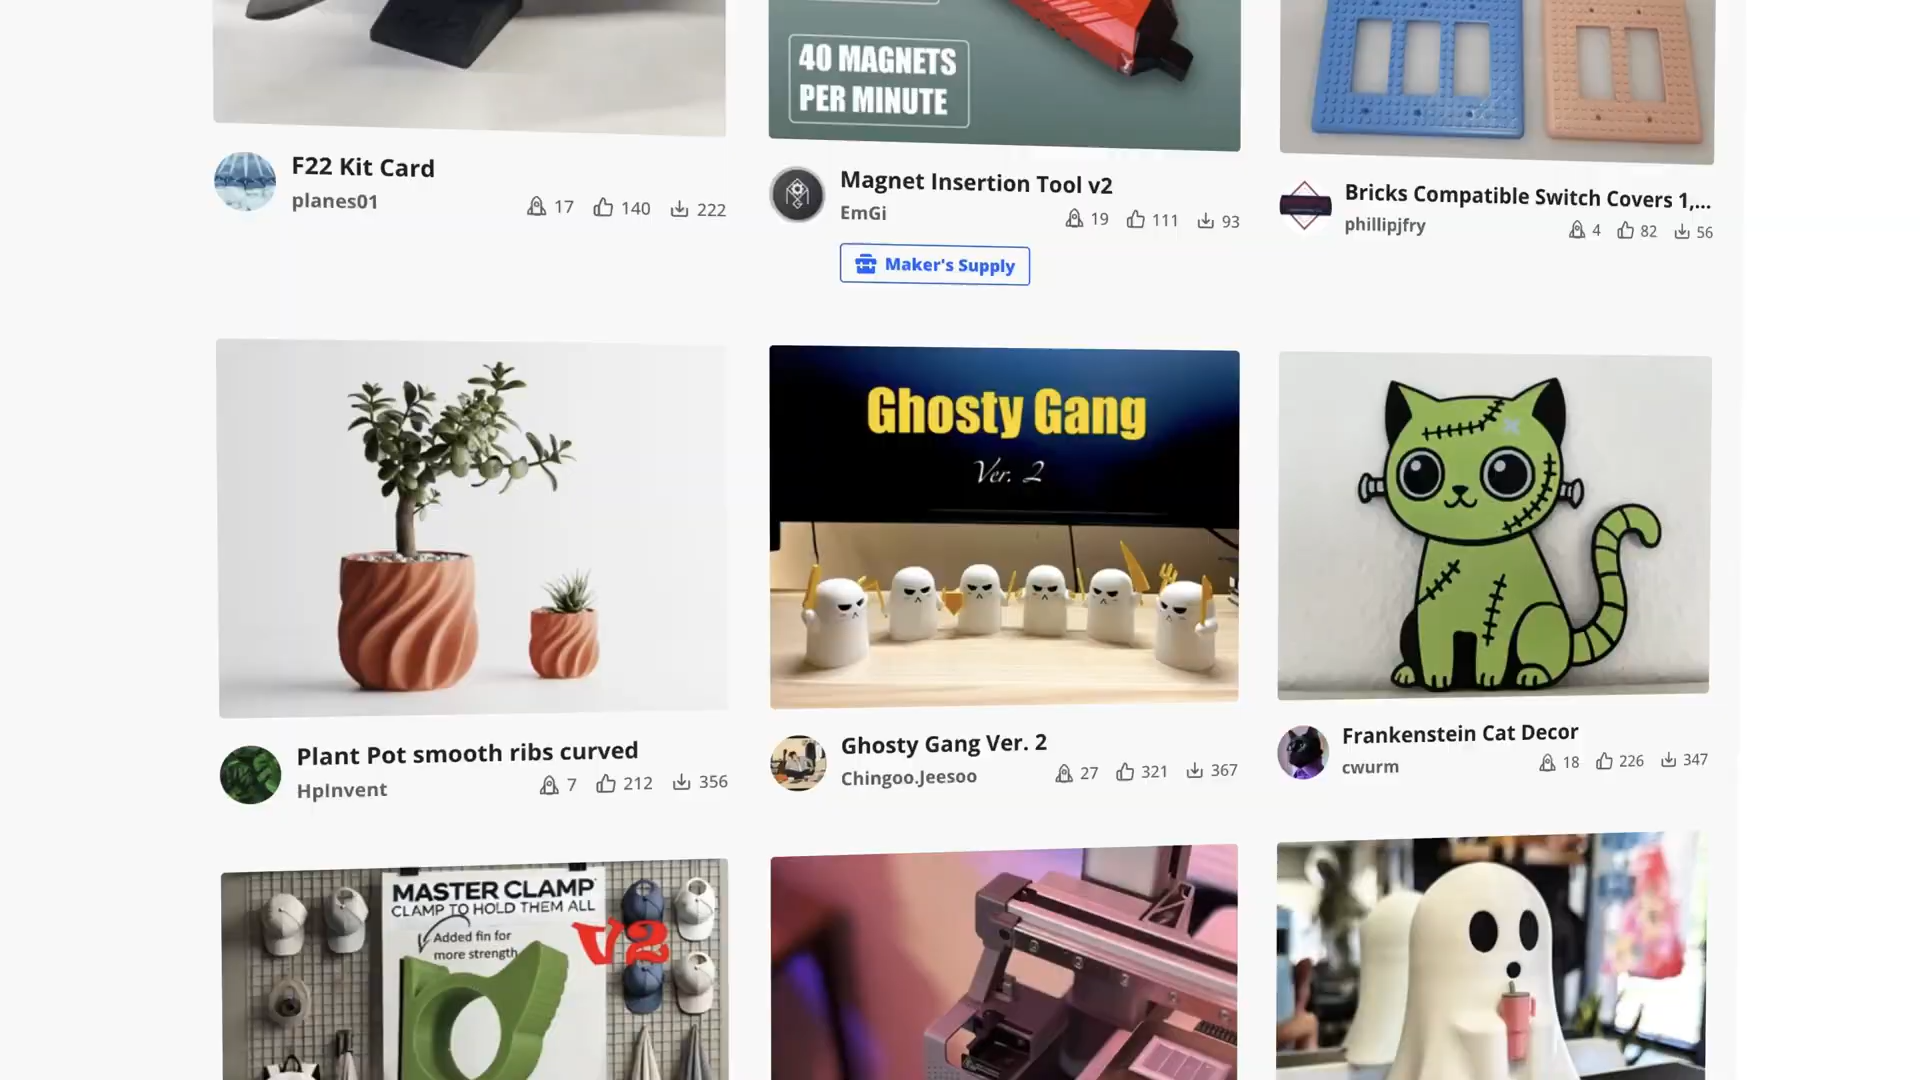 40 MAGNETS
PER MINUTE
F22 Kit Card
planes01
17 140 222
Magnet Insertion Tool v2
EmGi
19 111 93
Maker's Supply
Bricks Compatible Switch Covers 1,...
phillipjfry
4 82 56
Ghosty Gang
Ver. 2
Plant Pot smooth ribs curved
HpInvent
7 212 356
Ghosty Gang Ver. 2
Chingoo.Jeesoo
27 321 367
Frankenstein Cat Decor
cwurm
18 226 347
MASTER CLAMP
CLAMP TO HOLD THEM ALL
Added fin for
more strength
V2